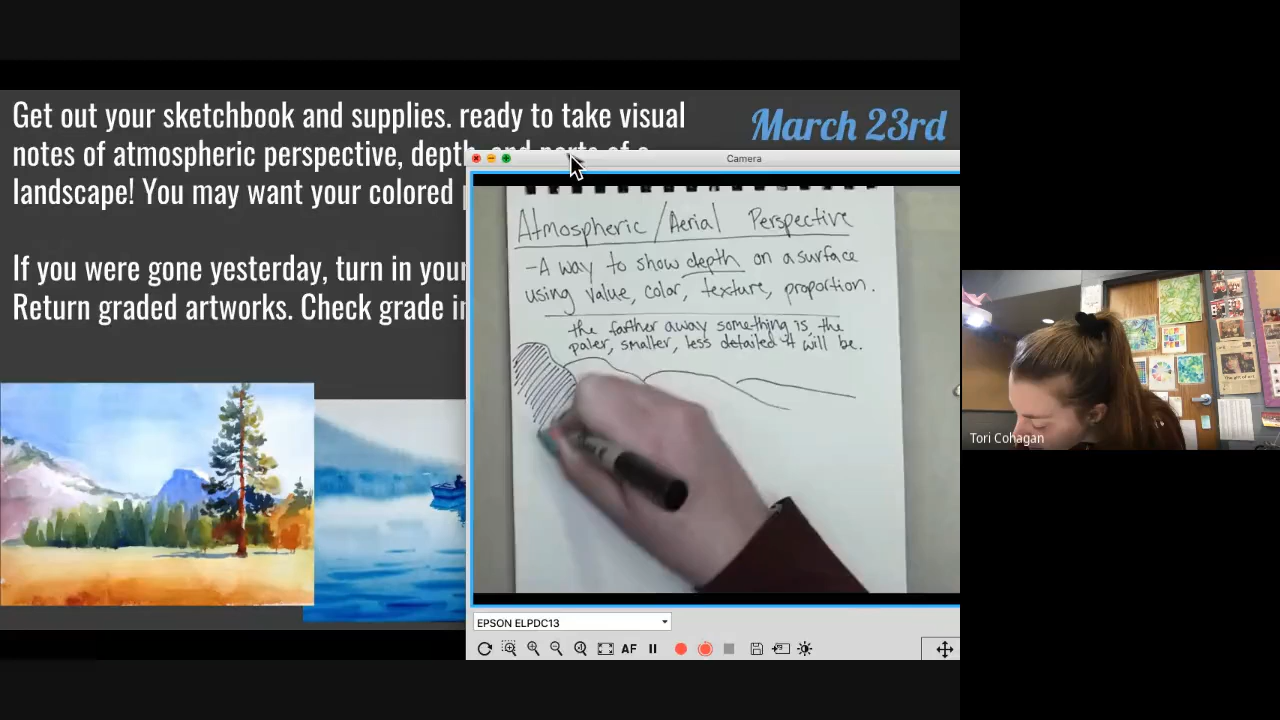 Get out your sketchbook and supplies. ready to take visual
March 23rd
notes of atmospheric perspective, depth, and parts of a
landscape! You may want your colored
If you were gone yesterday, turn in your
Return graded artworks. Check grade in
Camera
Atmospheric/Aerial Perspective
-A way to show depth on a surface
using value, color, texture, proportion.
the farther away something is, the
paler, smaller, less detailed it will be.
EPSON ELPDC13
AF
Tori Cohagan